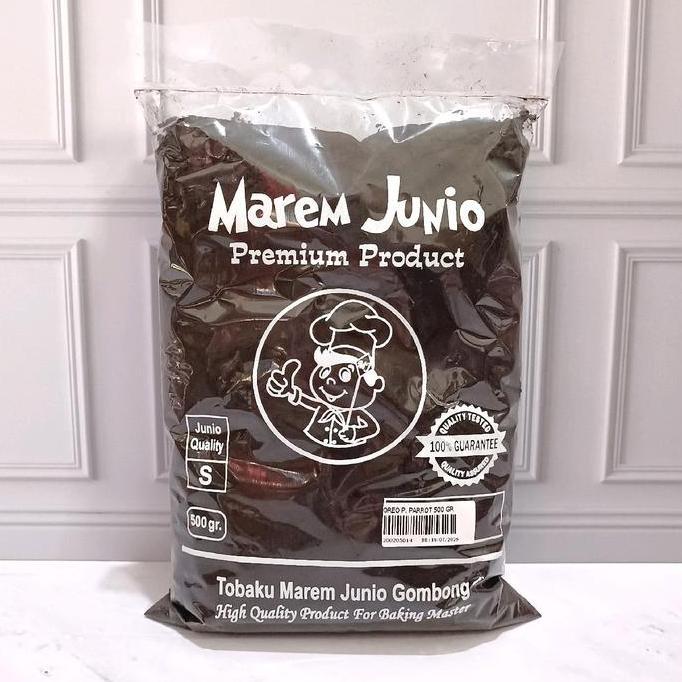 Marem Junio
Premium Product
Junio
Quality
S
500 gr.
QUALITY TESTED
100% GUARANTEE
QUALITY ASSURED
OREO P. PARROT 500 GR
Tobaku Marem Junio Gombong
High Quality Product For Baking Master